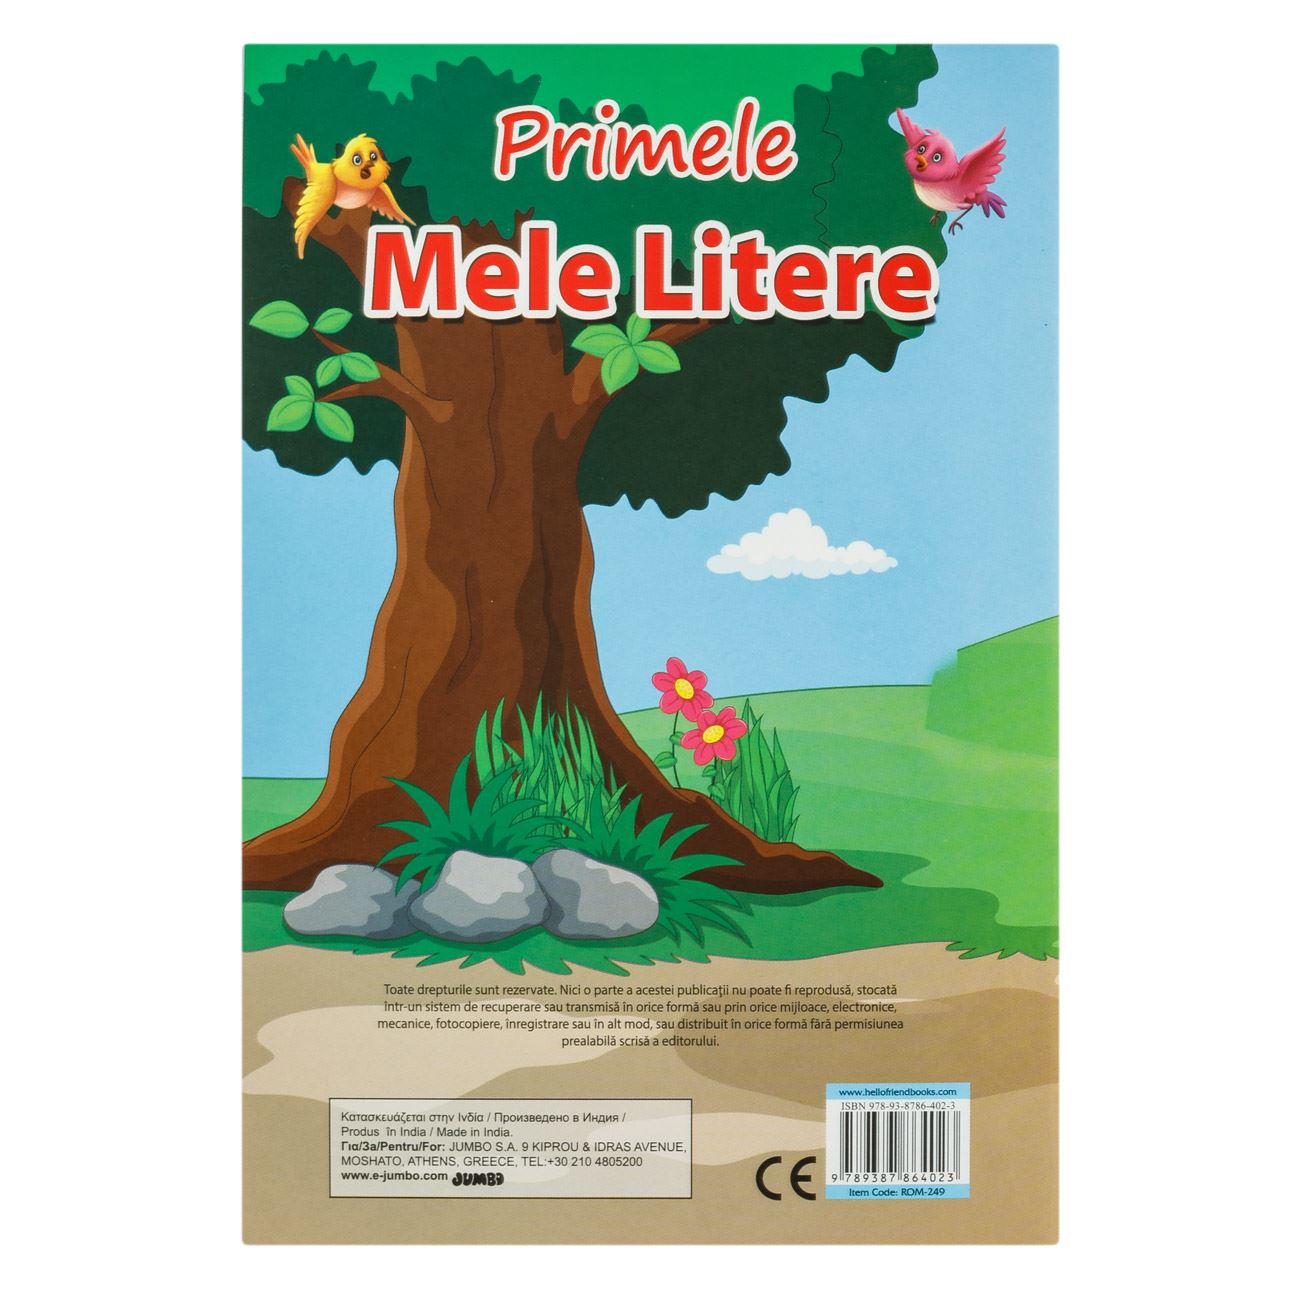 Primele
Mele Litere
Toate drepturile sunt rezervate. Nici o parte a acestei publicaţii nu poate fi reprodusă, stocată
într-un sistem de recuperare sau transmisă în orice formă sau prin orice mijloace, electronice,
mecanice, fotocopiere, înregistrare sau în alt mod, sau distribuit în orice formă fără permisiunea
prealabilă scrisă a editorului.
Κατασκευάζεται στην Ινδία / Произведено в Индия /
Produs în India / Made in India.
Για/За/Pentru/For: JUMBO S.A. 9 KIPROU & IDRAS AVENUE,
MOSHATO, ATHENS, GREECE, TEL:+30 210 4805200
www.e-jumbo.com JUMBO
CE
www.hellofriendbooks.com
ISBN 978-93-8786-402-3
9 789387 864023
Item Code: ROM-249